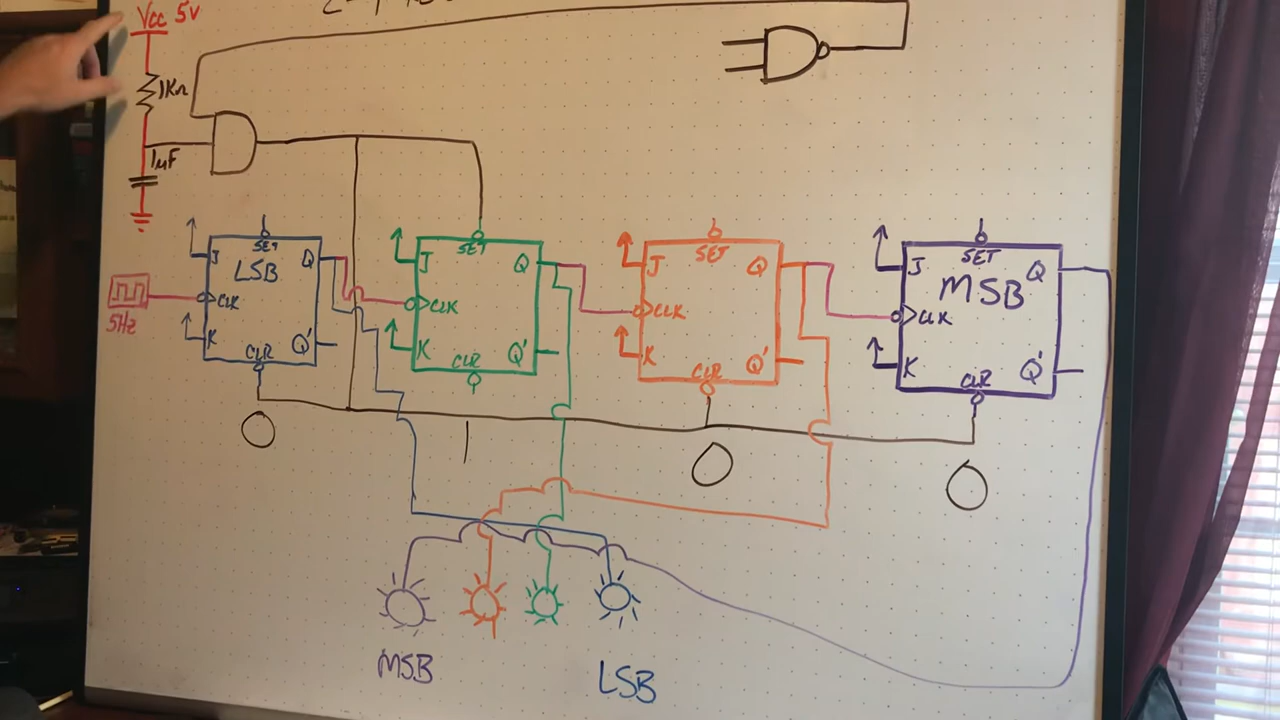 Vcc 5v
1KΩ
1μF
5Hz
SET
LSB
J
Q
CLK
K
Q'
CLR
SET
J
Q
CLK
K
Q'
CLR
SET
J
Q
CLK
K
Q'
CLR
SET
J
Q
MSB
CLK
K
Q'
CLR
0
1
0
0
MSB
LSB